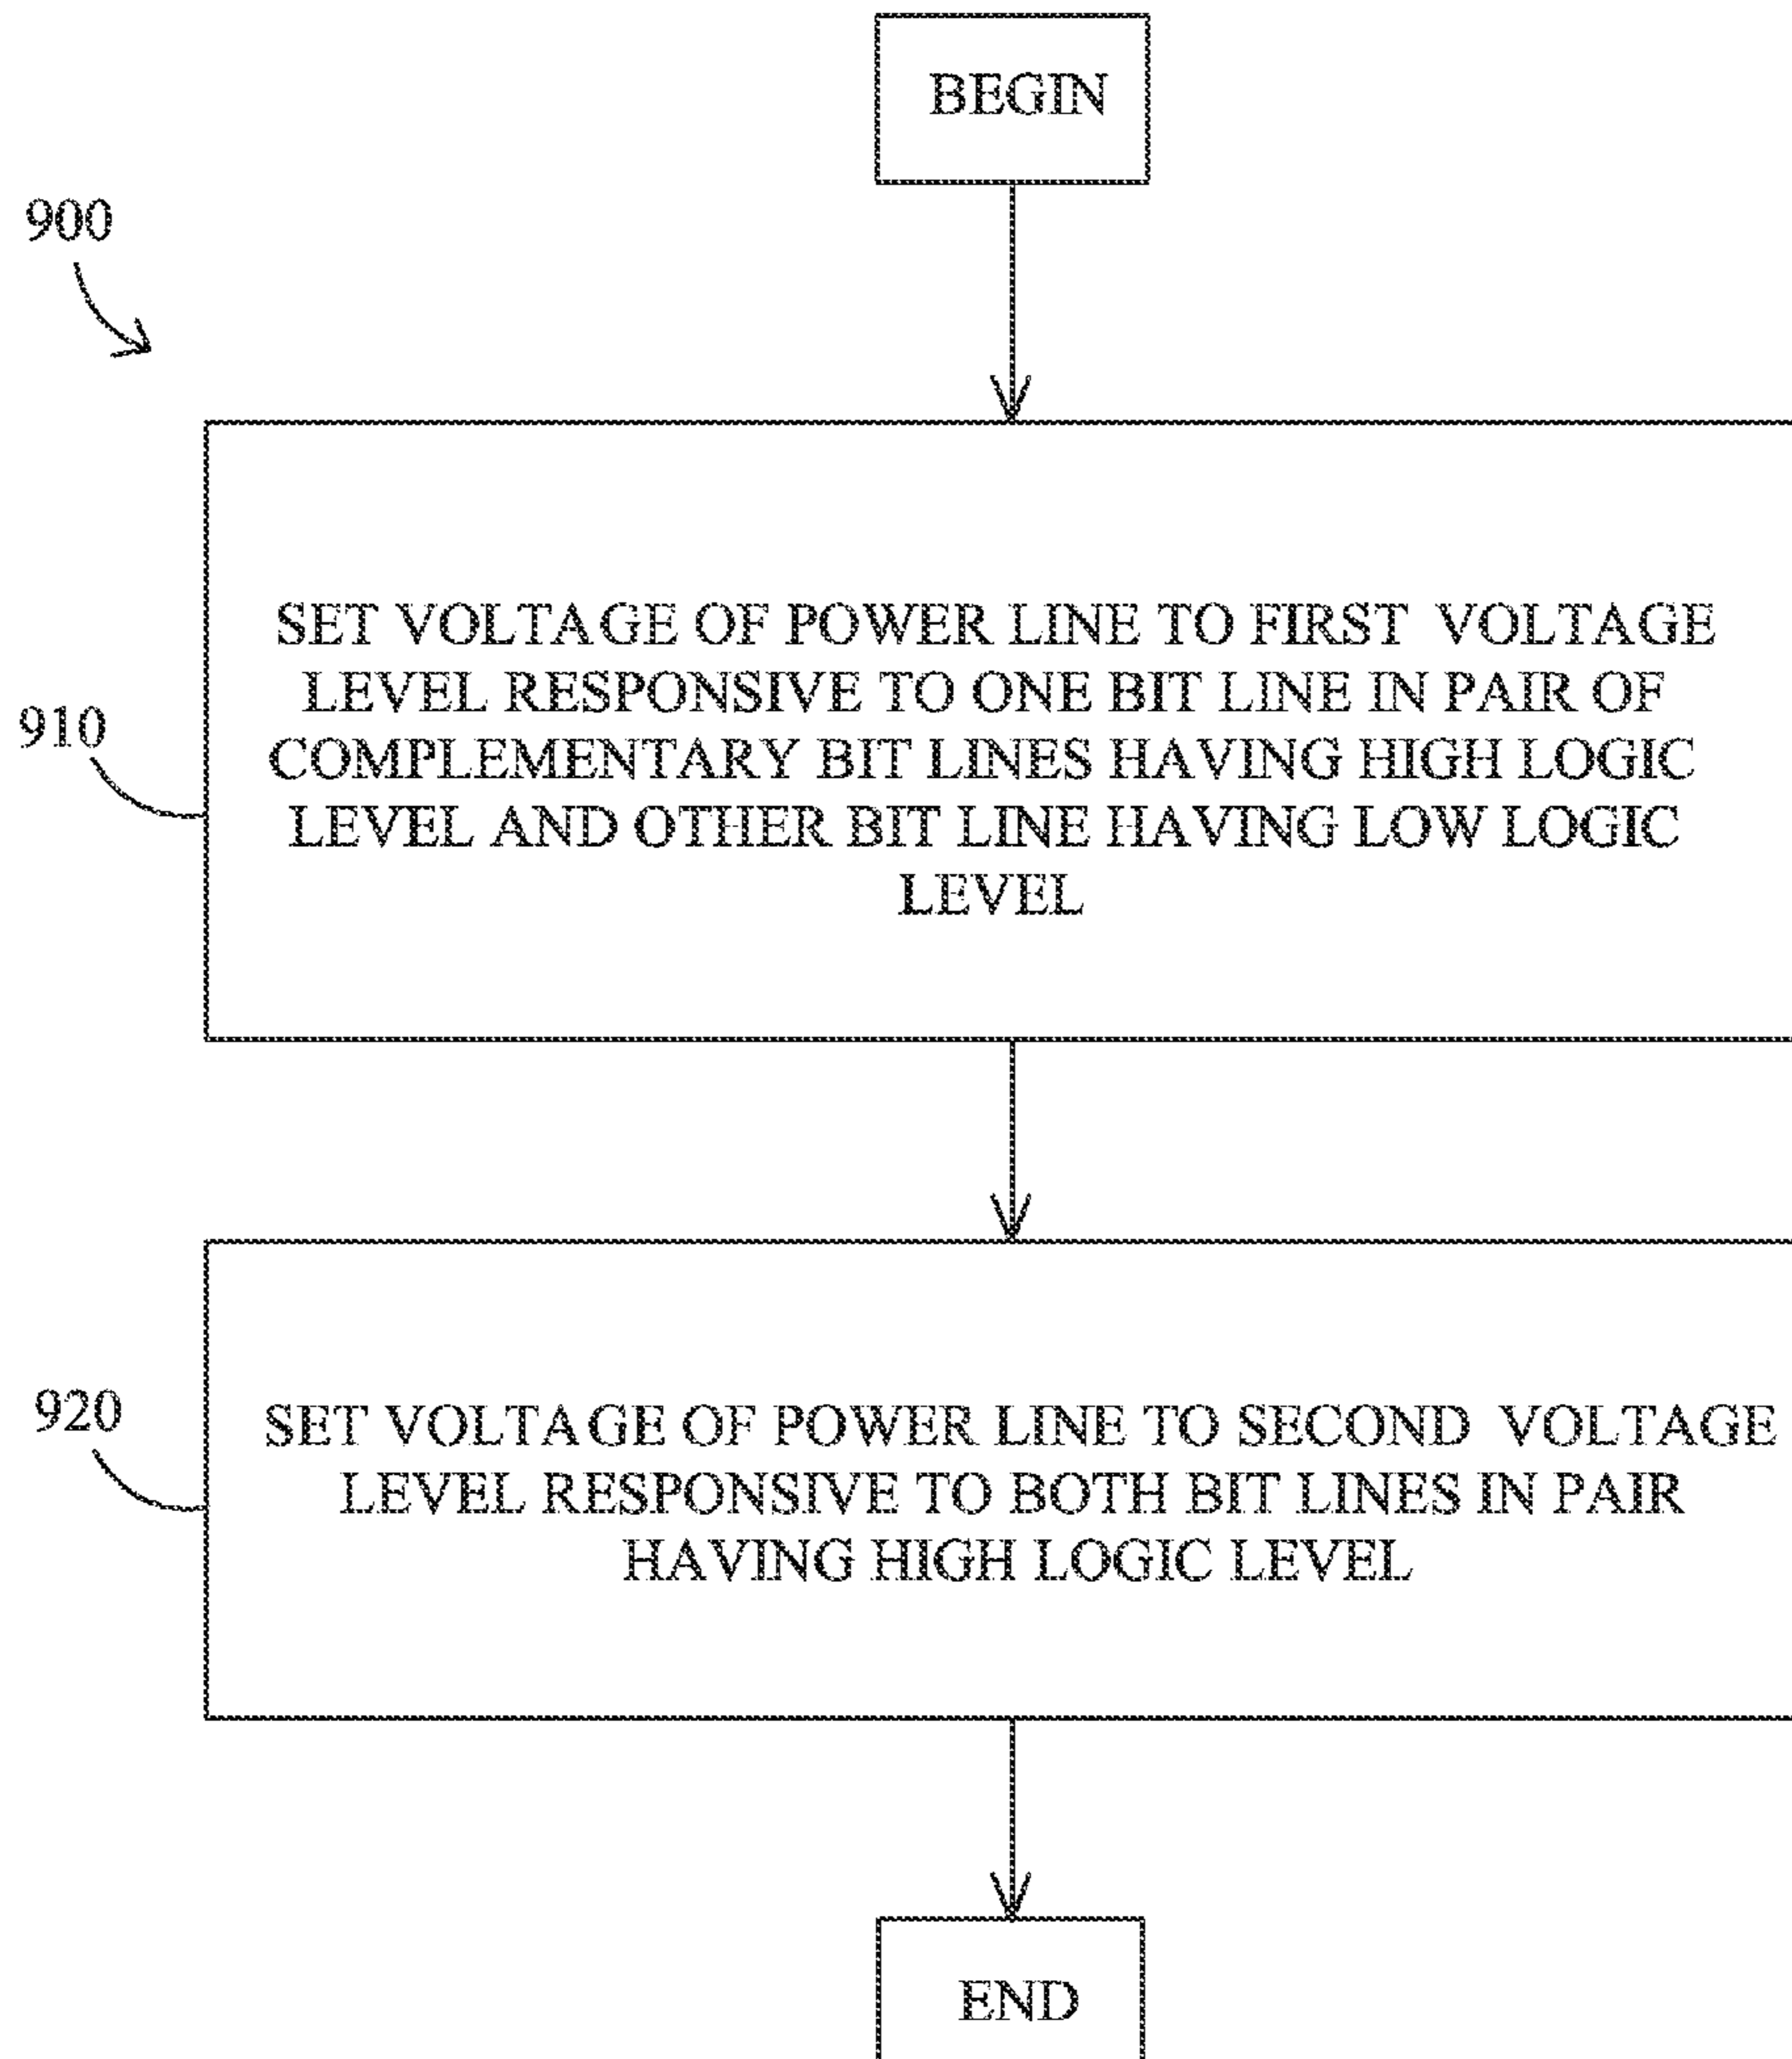 BEGIN
900
SET VOLTAGE OF POWER LINE TO FIRST VOLTAGE
LEVEL RESPONSIVE TO ONE BIT LINE IN PAIR OF
910
COMPLEMENTARY BIT LINES HAVING HIGH LOGIC
LEVEL AND OTHER BIT LINE HAVING LOW LOGIC
LEVEL
920
SET VOLTAGE OF POWER LINE TO SECOND VOLTAGE
LEVEL RESPONSIVE TO BOTH BIT LINES IN PAIR
HAVING HIGH LOGIC LEVEL
END